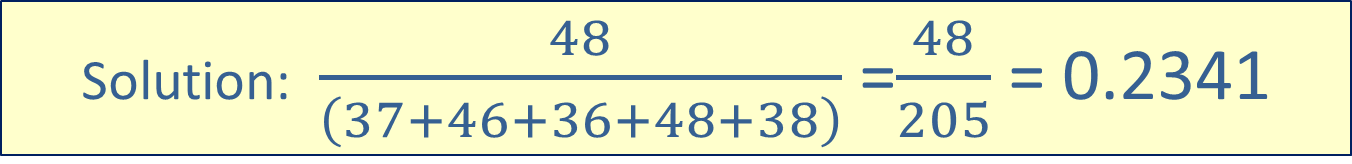 Solution: 48/(37+46+36+48+38) = 48/205 = 0.2341